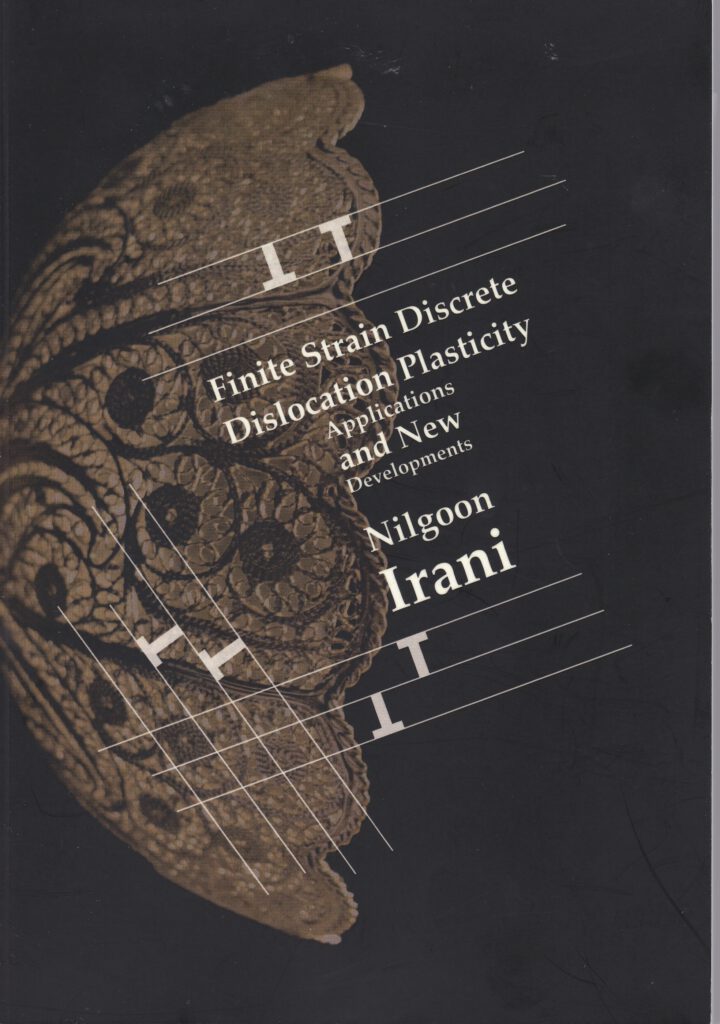 Finite Strain Discrete
Dislocation Plasticity
Applications
and New
Developments
Nilgoon
Irani